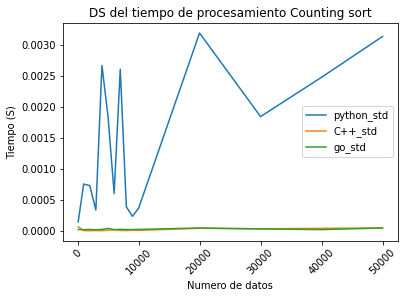 DS del tiempo de procesamiento Counting sort
Tiempo (S)
0.0030
0.0025
0.0020
0.0015
0.0010
0.0005
0.0000
python_std
C++_std
go_std
0
10000
20000
30000
40000
50000
Numero de datos